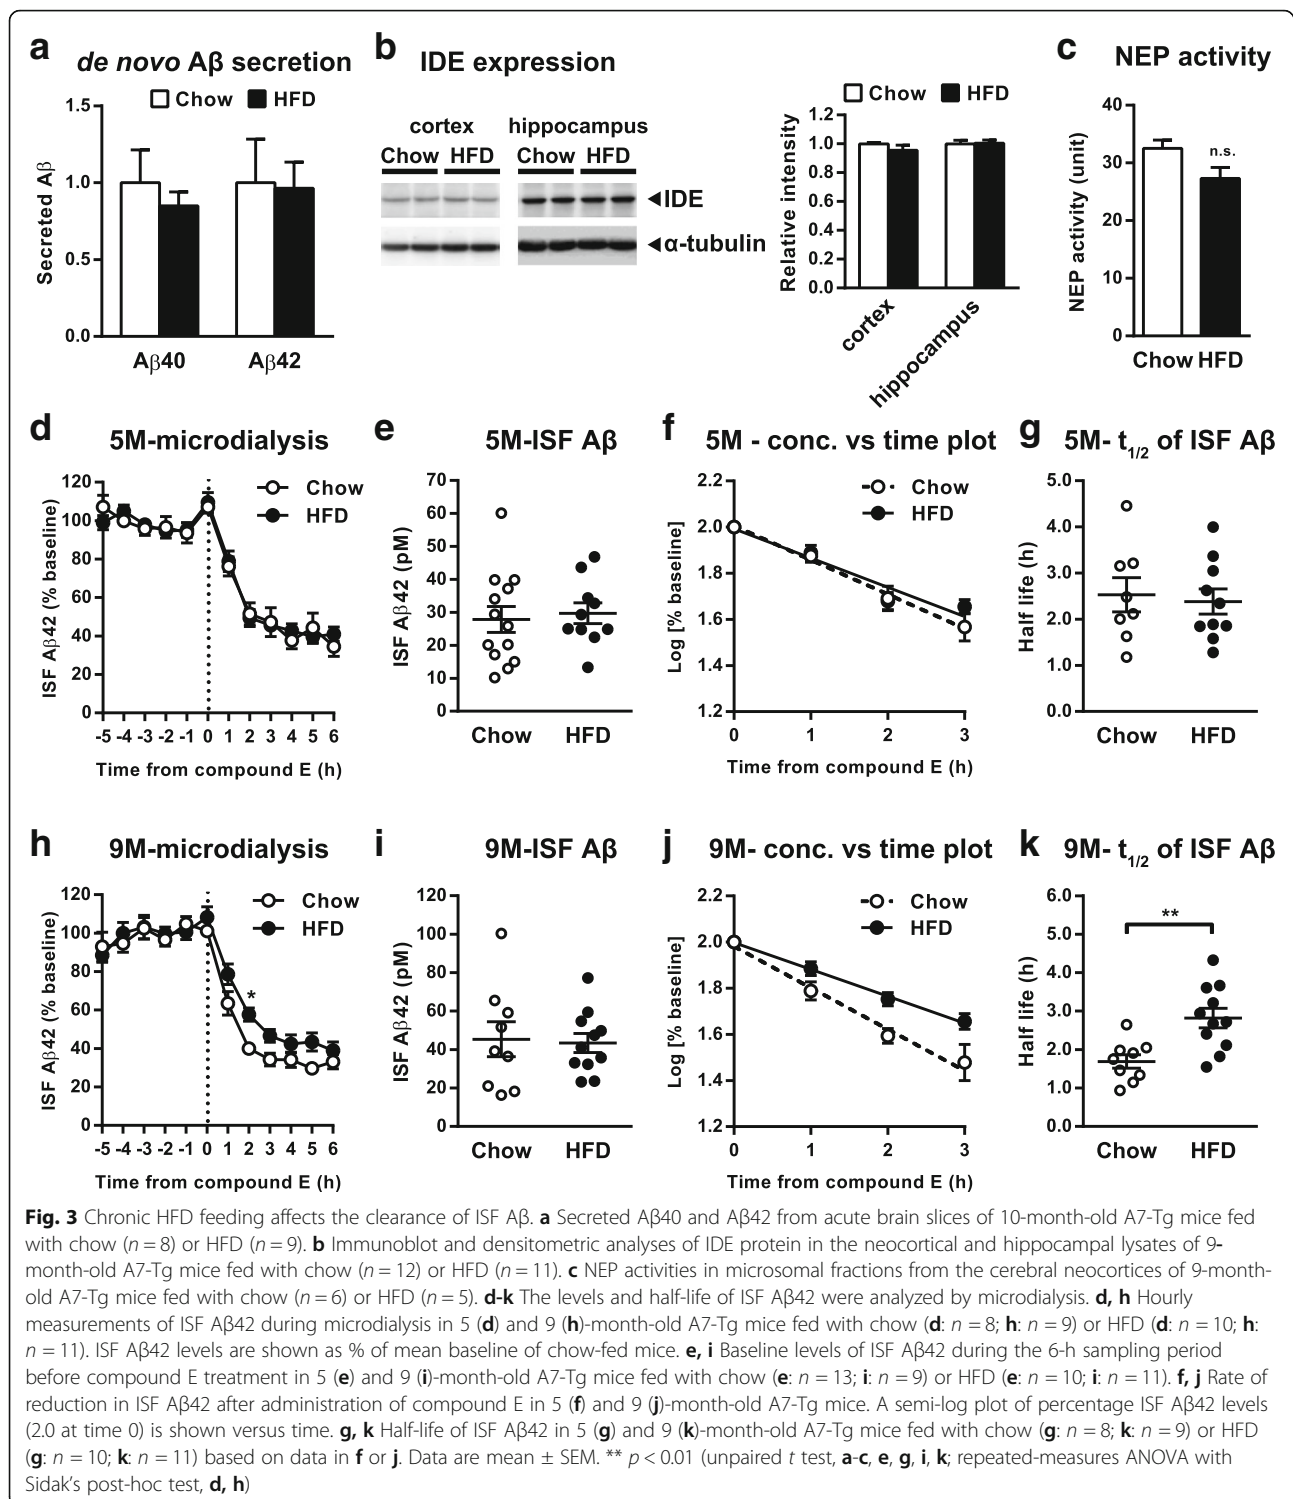 a
de novo Aβ secretion
Chow HFD
Secreted Aβ
1.5
1.0
0.5
0.0
Aβ40 Aβ42
b
IDE expression
cortex hippocampus
Chow HFD Chow HFD
◄IDE
◄α-tubulin
Chow HFD
Relative intensity
1.2
1.0
0.8
0.6
0.4
0.2
0.0
cortex
hippocampus
c
NEP activity
NEP activity (unit)
40
30
20
10
0
n.s.
Chow HFD
d
5M-microdialysis
ISF Aβ42 (% baseline)
120
100
80
60
40
20
0
Chow
HFD
-5 -4 -3 -2 -1 0 1 2 3 4 5 6
Time from compound E (h)
e
5M-ISF Aβ
ISF Aβ42 (pM)
70
60
50
40
30
20
10
0
Chow HFD
f
5M - conc. vs time plot
Log [% baseline]
2.2
2.0
1.8
1.6
1.4
1.2
Chow
HFD
0 1 2 3
Time from compound E (h)
g
5M- t1/2 of ISF Aβ
Half life (h)
5.0
4.0
3.0
2.0
1.0
0.0
Chow HFD
h
9M-microdialysis
ISF Aβ42 (% baseline)
120
100
80
60
40
20
0
Chow
HFD
*
-5 -4 -3 -2 -1 0 1 2 3 4 5 6
Time from compound E (h)
i
9M-ISF Aβ
ISF Aβ42 (pM)
120
100
80
60
40
20
0
Chow HFD
j
9M- conc. vs time plot
Log [% baseline]
2.2
2.0
1.8
1.6
1.4
1.2
Chow
HFD
0 1 2 3
Time from compound E (h)
k
9M- t1/2 of ISF Aβ
Half life (h)
6.0
5.0
4.0
3.0
2.0
1.0
0.0
**
Chow HFD
Fig. 3 Chronic HFD feeding affects the clearance of ISF Aβ. a Secreted Aβ40 and Aβ42 from acute brain slices of 10-month-old A7-Tg mice fed
with chow (n = 8) or HFD (n = 9). b Immunoblot and densitometric analyses of IDE protein in the neocortical and hippocampal lysates of 9-
month-old A7-Tg mice fed with chow (n = 12) or HFD (n = 11). c NEP activities in microsomal fractions from the cerebral neocortices of 9-month-
old A7-Tg mice fed with chow (n = 6) or HFD (n = 5). d-k The levels and half-life of ISF Aβ42 were analyzed by microdialysis. d, h Hourly
measurements of ISF Aβ42 during microdialysis in 5 (d) and 9 (h)-month-old A7-Tg mice fed with chow (d: n = 8; h: n = 9) or HFD (d: n = 10; h:
n = 11). ISF Aβ42 levels are shown as % of mean baseline of chow-fed mice. e, i Baseline levels of ISF Aβ42 during the 6-h sampling period
before compound E treatment in 5 (e) and 9 (i)-month-old A7-Tg mice fed with chow (e: n = 13; i: n = 9) or HFD (e: n = 10; i: n = 11). f, j Rate of
reduction in ISF Aβ42 after administration of compound E in 5 (f) and 9 (j)-month-old A7-Tg mice. A semi-log plot of percentage ISF Aβ42 levels
(2.0 at time 0) is shown versus time. g, k Half-life of ISF Aβ42 in 5 (g) and 9 (k)-month-old A7-Tg mice fed with chow (g: n = 8; k: n = 9) or HFD
(g: n = 10; k: n = 11) based on data in f or j. Data are mean ± SEM. ** p < 0.01 (unpaired t test, a-c, e, g, i, k; repeated-measures ANOVA with
Sidak’s post-hoc test, d, h)